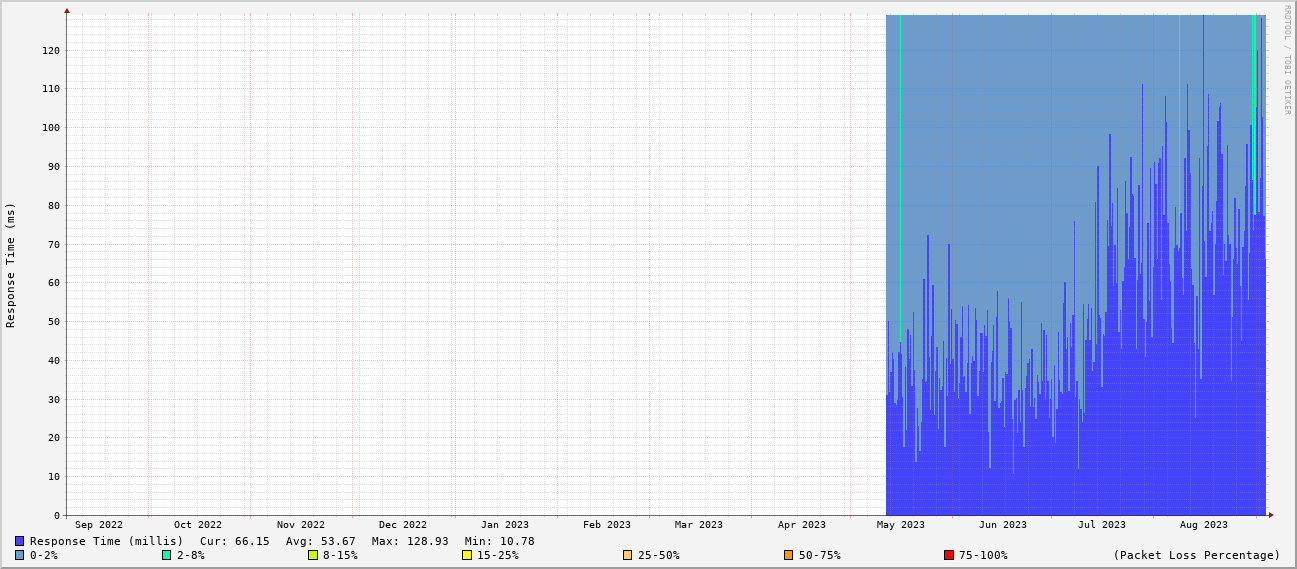 RRDTOOL / TOBI OETIKER
Response Time (ms)
120
110
100
90
80
70
60
50
40
30
20
10
0
Sep 2022 Oct 2022 Nov 2022 Dec 2022 Jan 2023 Feb 2023 Mar 2023 Apr 2023 May 2023 Jun 2023 Jul 2023 Aug 2023
Response Time (millis) Cur: 66.15 Avg: 53.67 Max: 128.93 Min: 10.78
0-2% 2-8% 8-15% 15-25% 25-50% 50-75% 75-100% (Packet Loss Percentage)